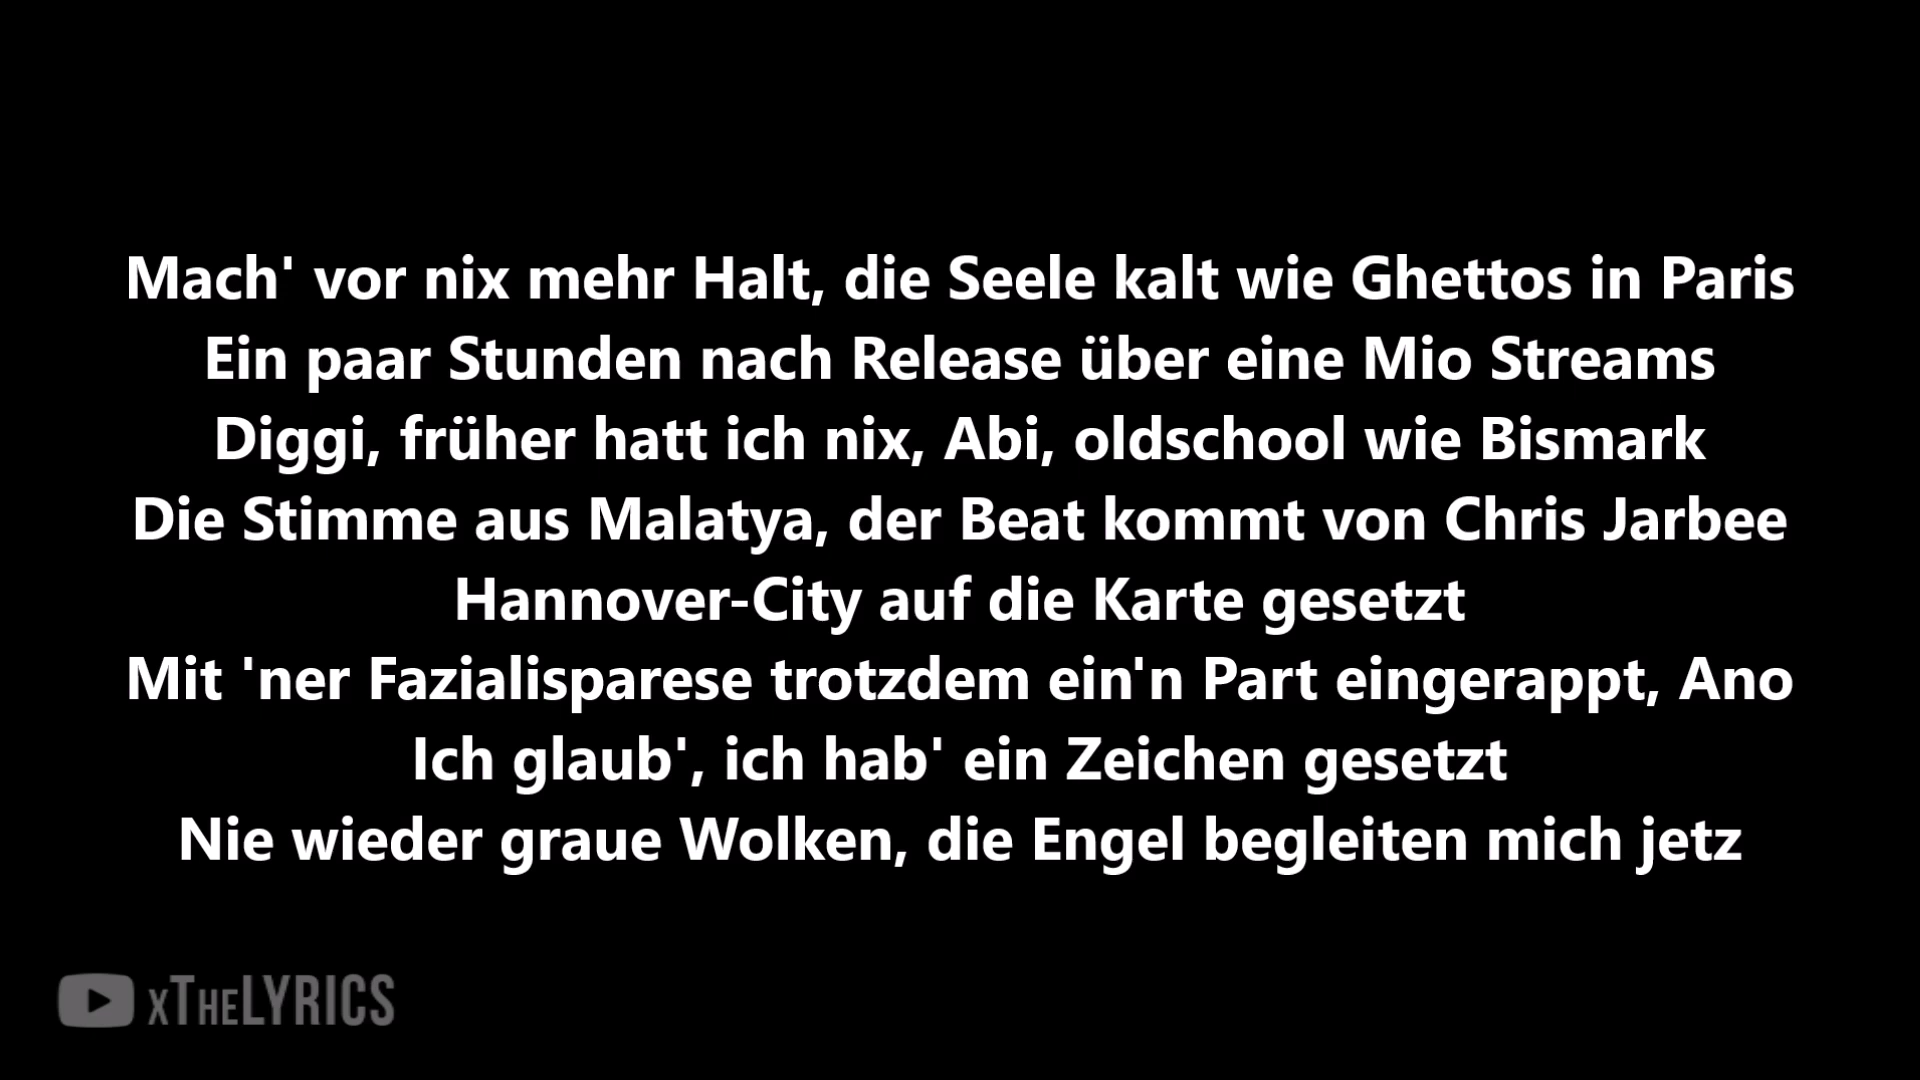 Mach' vor nix mehr Halt, die Seele kalt wie Ghettos in Paris
Ein paar Stunden nach Release über eine Mio Streams
Diggi, früher hatt ich nix, Abi, oldschool wie Bismark
Die Stimme aus Malatya, der Beat kommt von Chris Jarbee
Hannover-City auf die Karte gesetzt
Mit 'ner Fazialisparese trotzdem ein'n Part eingerappt, Ano
Ich glaub', ich hab' ein Zeichen gesetzt
Nie wieder graue Wolken, die Engel begleiten mich jetz
xTheLYRICS